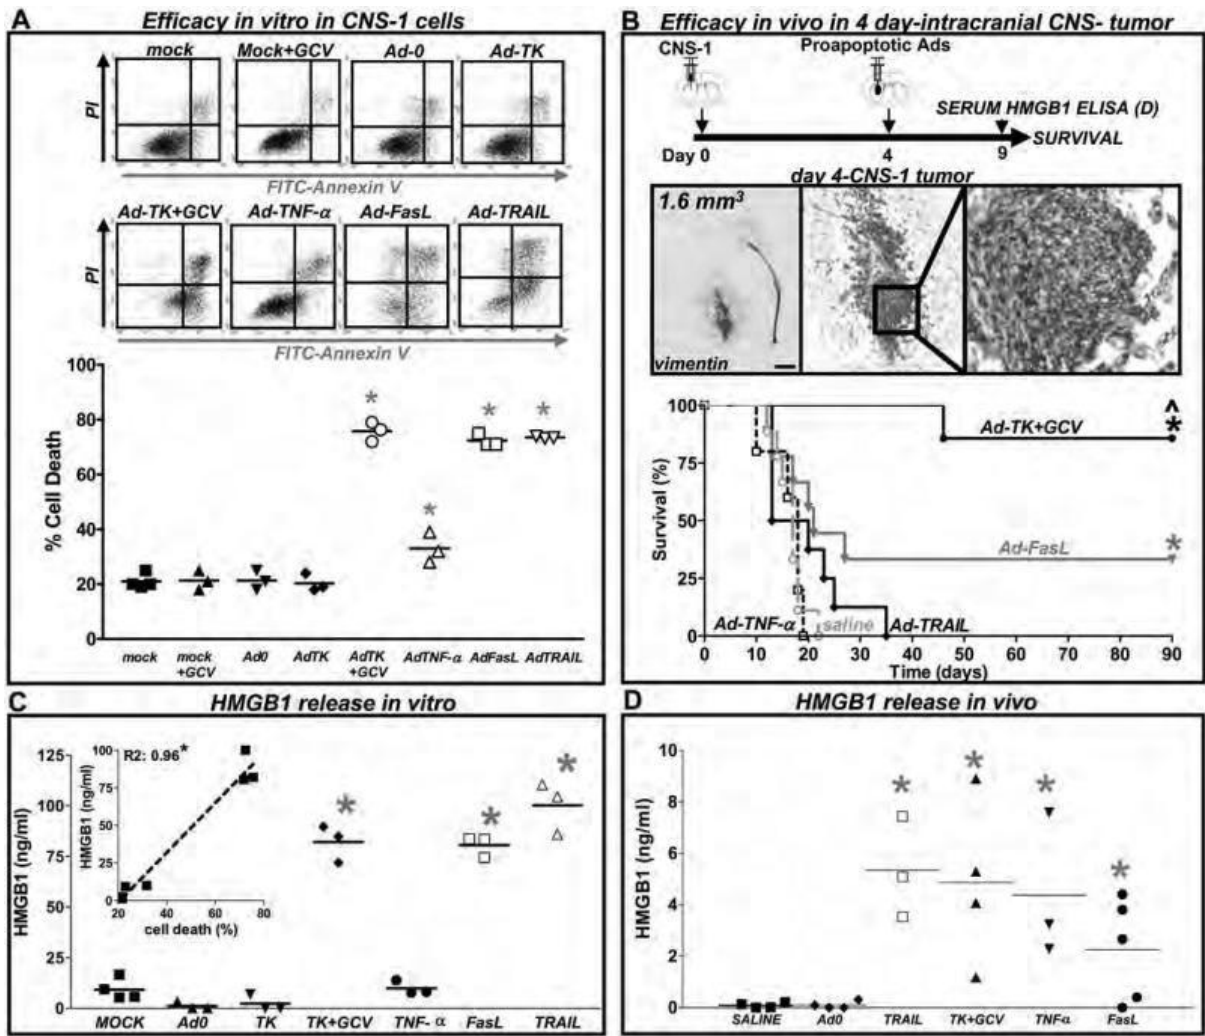 A Efficacy in vitro in CNS-1 cells
mock Mock+GCV Ad-0 Ad-TK
PI
FITC-Annexin V
Ad-TK+GCV Ad-TNF-α Ad-FasL Ad-TRAIL
PI
FITC-Annexin V
% Cell Death
100
80
60
40
20
0
* * * *
mock mock +GCV Ad0 AdTK AdTK +GCV AdTNF-α AdFasL AdTRAIL
B Efficacy in vivo in 4 day-intracranial CNS- tumor
CNS-1 Proapoptotic Ads
SERUM HMGB1 ELISA (D)
SURVIVAL
Day 0 4 9
day 4-CNS-1 tumor
1.6 mm³
vimentin
Survival (%)
100
75
50
25
0
^
*
Ad-TK+GCV
Ad-FasL *
Ad-TNF-α saline Ad-TRAIL
0 10 20 30 40 50 60 70 80 90
Time (days)
C HMGB1 release in vitro
HMGB1 (ng/ml)
125
100
75
50
25
0
R2: 0.96*
HMGB1 (ng/ml)
100
75
50
25
0
20 40 60 80
cell death (%)
* * *
MOCK Ad0 TK TK+GCV TNF- α FasL TRAIL
D HMGB1 release in vivo
HMGB1 (ng/ml)
10
8
6
4
2
0
* * * *
SALINE Ad0 TRAIL TK+GCV TNFα FasL